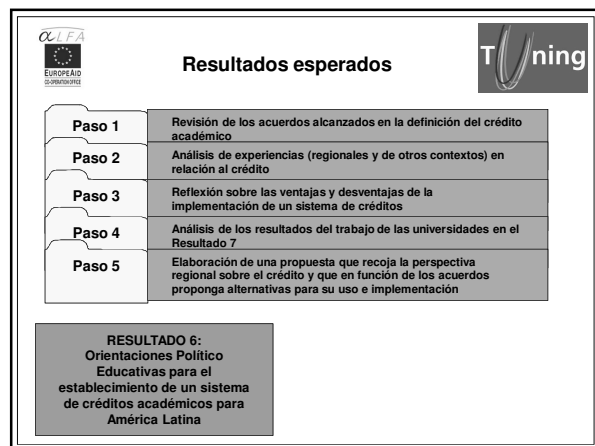 αLFA
EUROPEAID
CO-OPERATION OFFICE
Resultados esperados
Tuning
Paso 1
Revisión de los acuerdos alcanzados en la definición del crédito
académico
Paso 2
Análisis de experiencias (regionales y de otros contextos) en
relación al crédito
Paso 3
Reflexión sobre las ventajas y desventajas de la
implementación de un sistema de créditos
Paso 4
Análisis de los resultados del trabajo de las universidades en el
Resultado 7
Paso 5
Elaboración de una propuesta que recoja la perspectiva
regional sobre el crédito y que en función de los acuerdos
proponga alternativas para su uso e implementación
RESULTADO 6:
Orientaciones Político
Educativas para el
establecimiento de un sistema
de créditos académicos para
América Latina